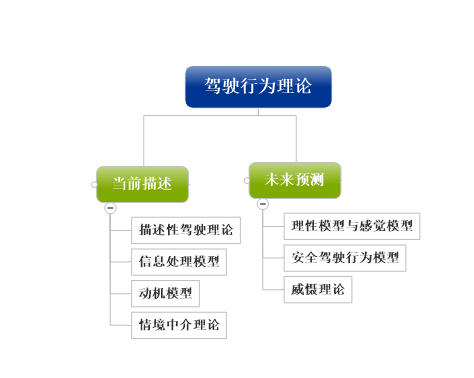 驾驶行为理论
当前描述
描述性驾驶理论
信息处理模型
动机模型
情境中介理论
未来预测
理性模型与感觉模型
安全驾驶行为模型
威慑理论